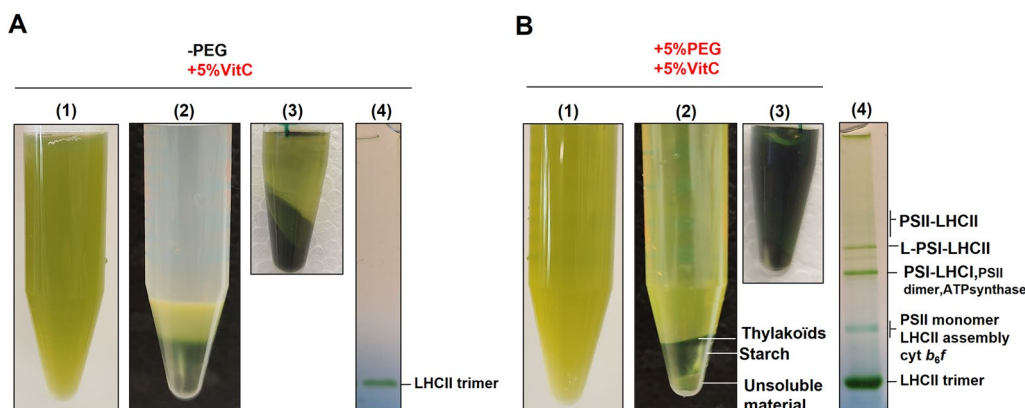 A
-PEG
+5%VitC
(1)
(2)
(3)
(4)
LHCII trimer
B
+5%PEG
+5%VitC
(1)
(2)
(3)
(4)
Thylakoïds
Starch
Unsoluble
material
PSII-LHCII
L-PSI-LHCII
PSI-LHCI,PSII
dimer,ATPsynthase
PSII monomer
LHCII assembly
cyt b₆f
LHCII trimer